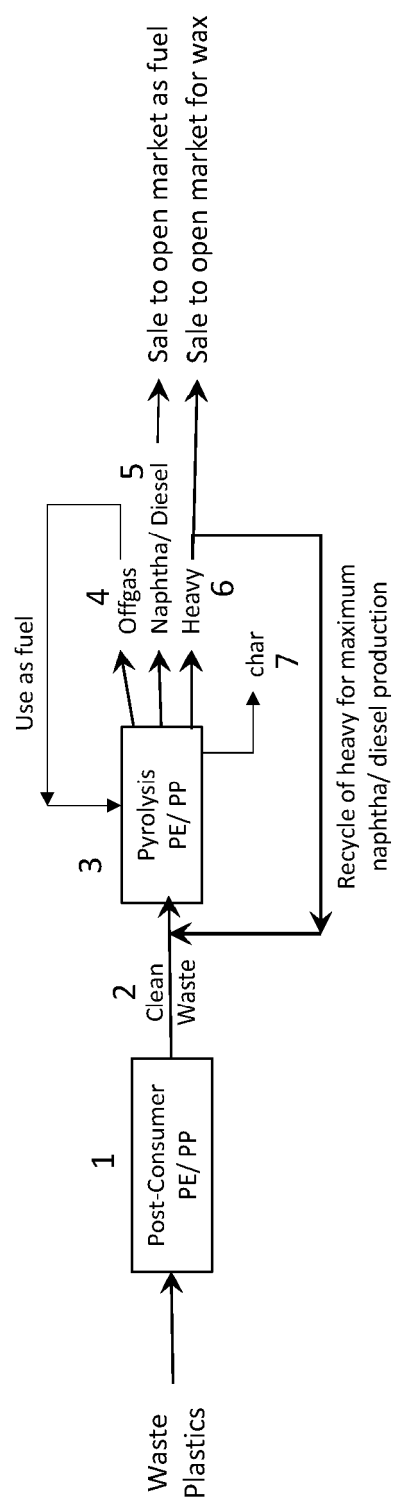 Waste
Plastics
1
Post-Consumer
PE/ PP
2
Clean
Waste
3
Pyrolysis
PE/ PP
Use as fuel
4
Offgas
5
Naphtha/ Diesel
Heavy
6
char
7
Sale to open market as fuel
Sale to open market for wax
Recycle of heavy for maximum
naphtha/ diesel production